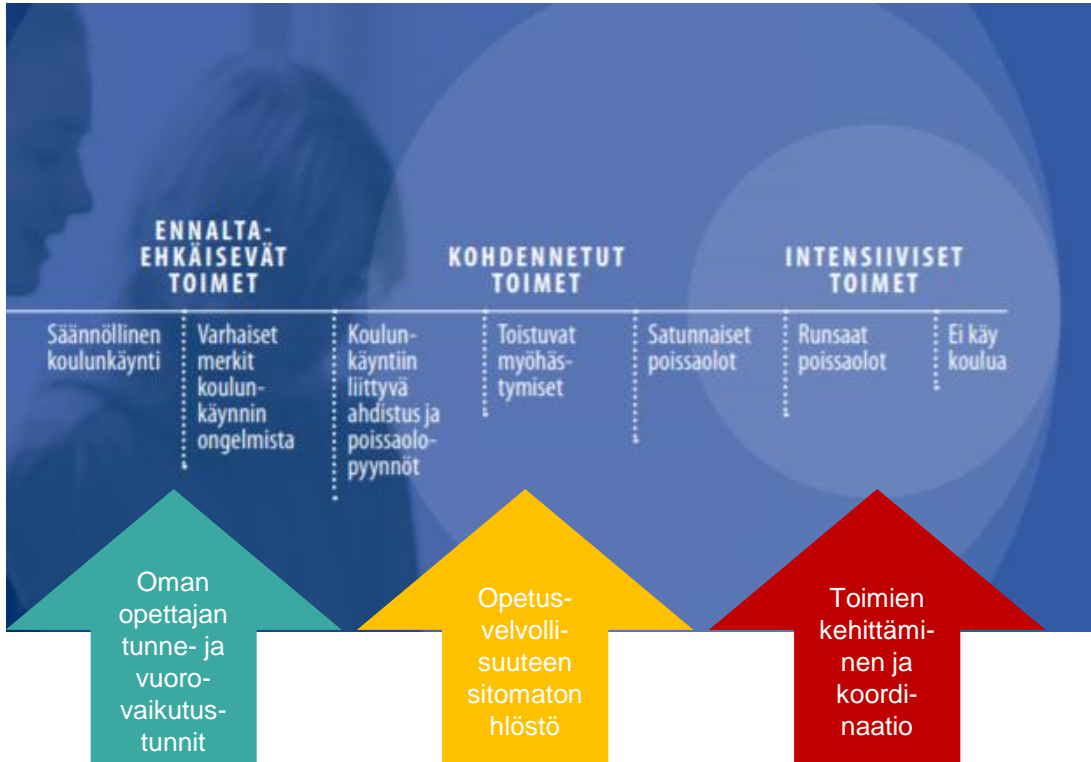 ENNALTA-
EHKÄISEVÄT
TOIMET
KOHDENNETUT
TOIMET
INTENSIIVISET
TOIMET
Säännöllinen
koulunkäynti
Varhaiset
merkit
koulun-
käynnin
ongelmista
Koulun-
käyntiin
liittyvä
ahdistus ja
poissaolo-
pyynnöt
Toistuvat
myöhäs-
tymiset
Satunnaiset
poissaolot
Runsaat
poissaolot
Ei käy
koulua
Oman
opettajan
tunne- ja
vuoro-
vaikutus-
tunnit
Opetus-
velvolli-
suuteen
sitomaton
hlöstö
Toimien
kehittämi-
nen ja
koordi-
naatio